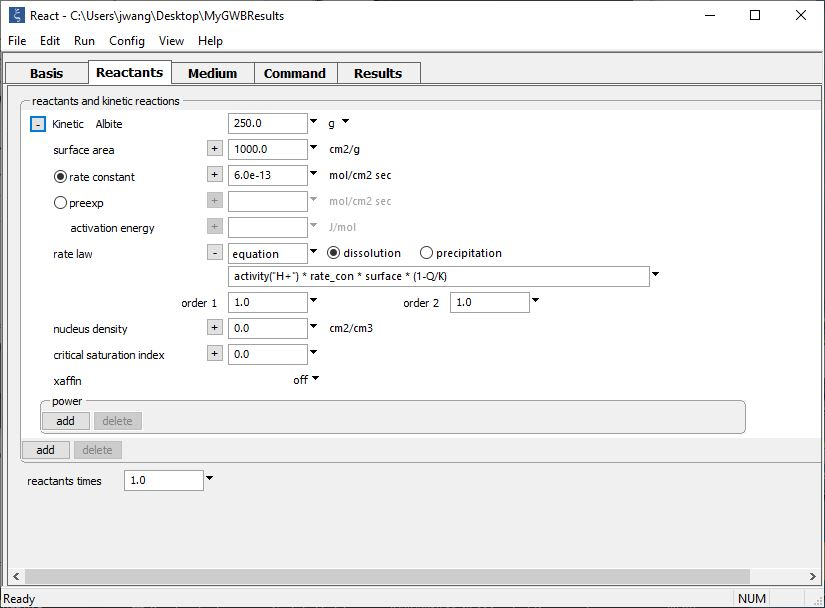 React - C:\Users\jwang\Desktop\MyGWBResults
File Edit Run Config View Help
Basis Reactants Medium Command Results
reactants and kinetic reactions
- Kinetic Albite 250.0 g
surface area + 1000.0 cm2/g
rate constant + 6.0e-13 mol/cm2 sec
preexp + mol/cm2 sec
activation energy + J/mol
rate law - equation dissolution precipitation
activity("H+") * rate_con * surface * (1-Q/K)
order 1 1.0 order 2 1.0
nucleus density + 0.0 cm2/cm3
critical saturation index + 0.0
xaffin off
power
add delete
add delete
reactants times 1.0
Ready NUM